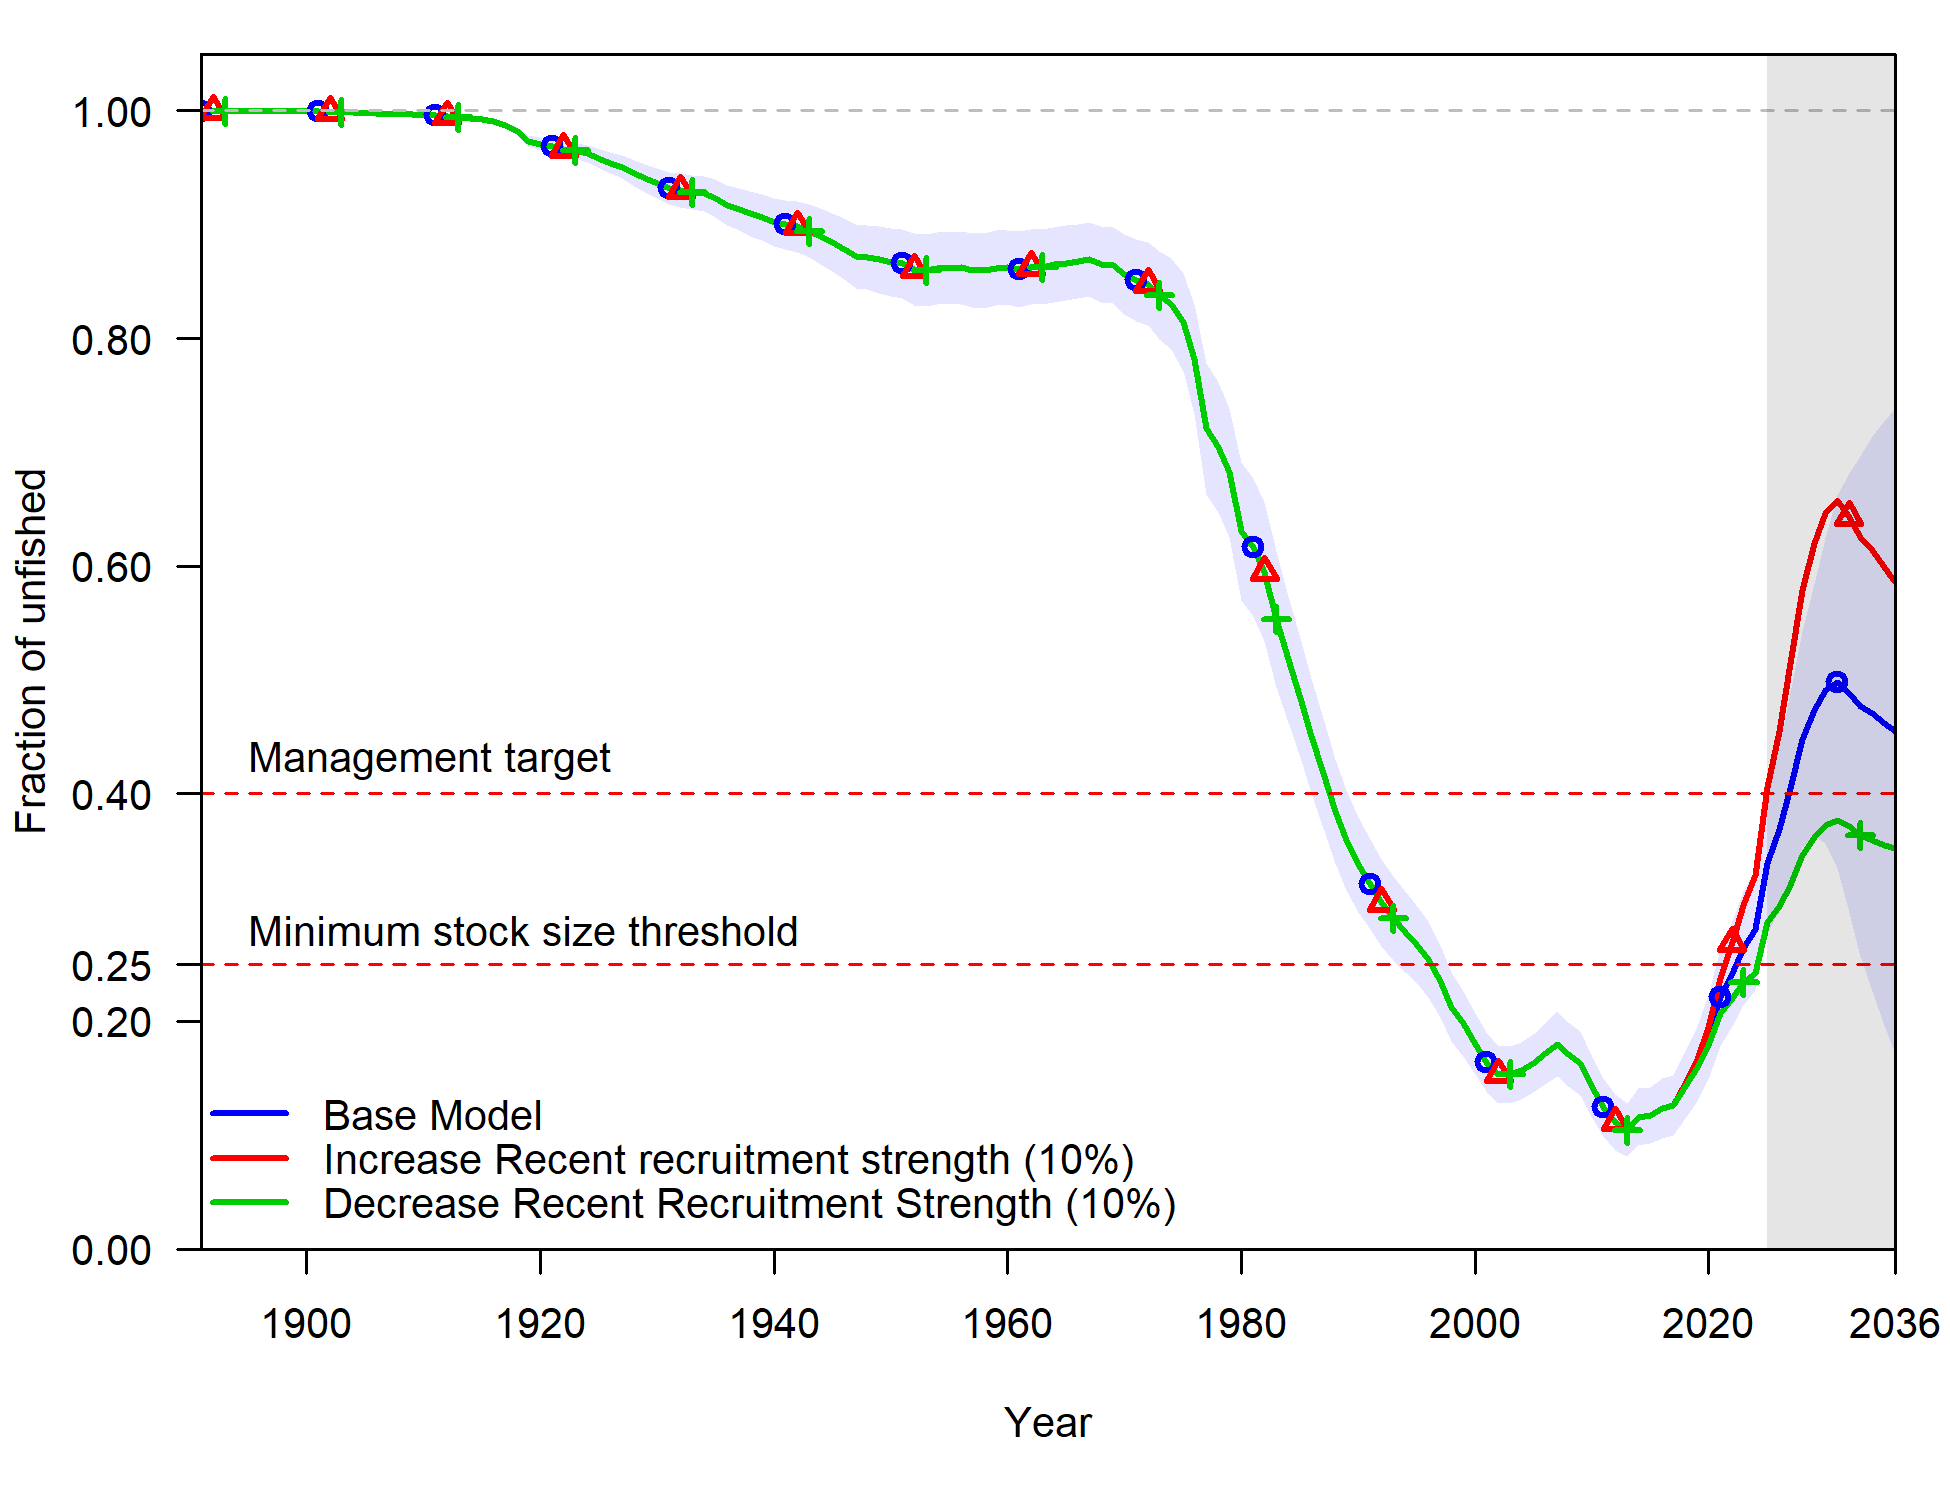 1.00
0.80
0.60
0.40
0.25
0.20
0.00
Fraction of unfished
Management target
Minimum stock size threshold
Base Model
Increase Recent recruitment strength (10%)
Decrease Recent Recruitment Strength (10%)
1900 1920 1940 1960 1980 2000 2020 2036
Year